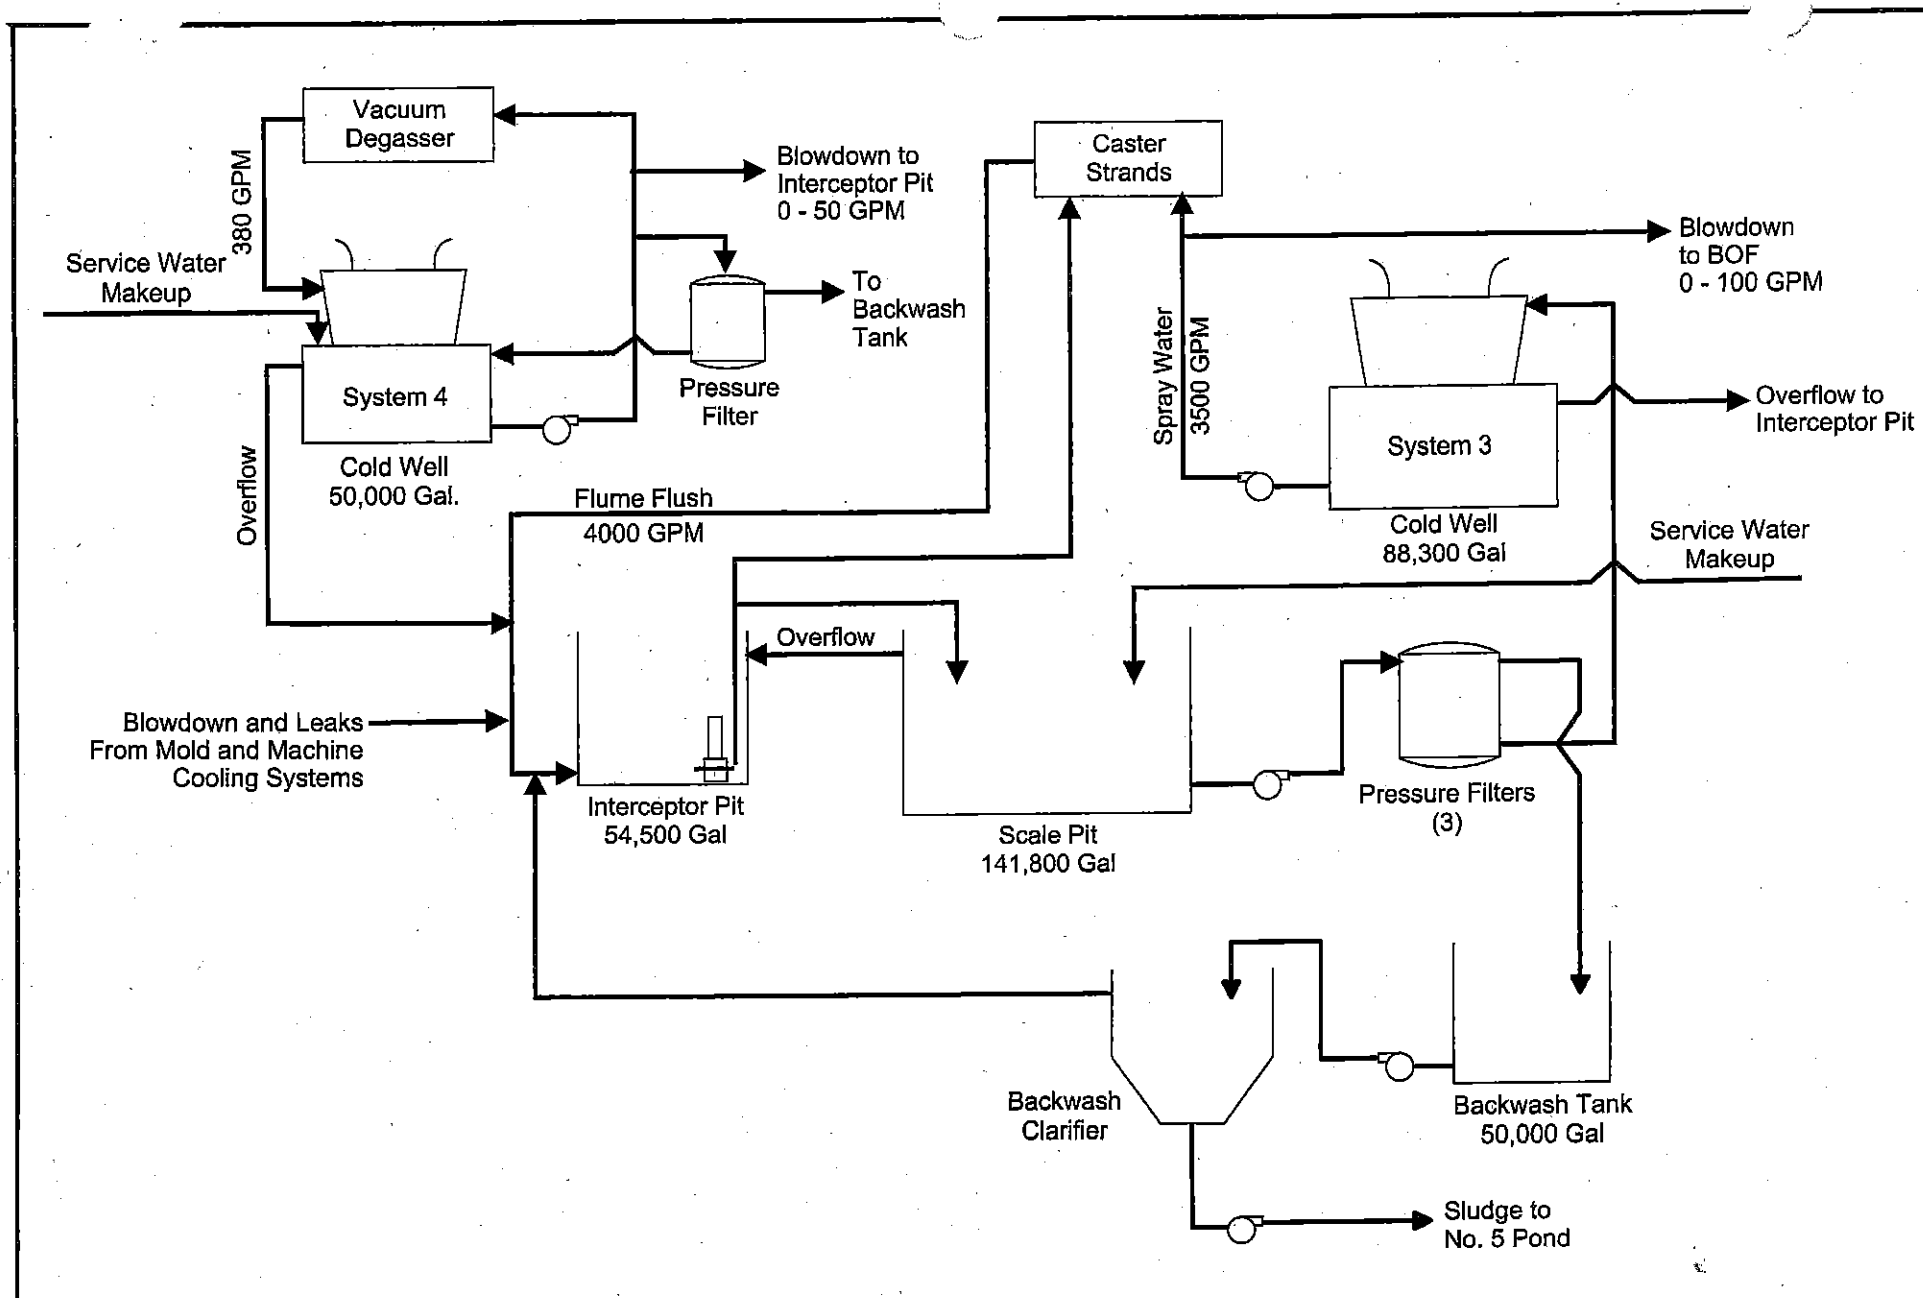 Vacuum
Degasser
380 GPM
Blowdown to
Interceptor Pit
0 - 50 GPM
Service Water
Makeup
To
Backwash
Tank
System 4
Pressure
Filter
Cold Well
50,000 Gal.
Overflow
Caster
Strands
Blowdown
to BOF
0 - 100 GPM
Spray Water
3500 GPM
System 3
Overflow to
Interceptor Pit
Cold Well
88,300 Gal
Flume Flush
4000 GPM
Service Water
Makeup
Overflow
Blowdown and Leaks
From Mold and Machine
Cooling Systems
Interceptor Pit
54,500 Gal
Scale Pit
141,800 Gal
Pressure Filters
(3)
Backwash
Clarifier
Backwash Tank
50,000 Gal
Sludge to
No. 5 Pond